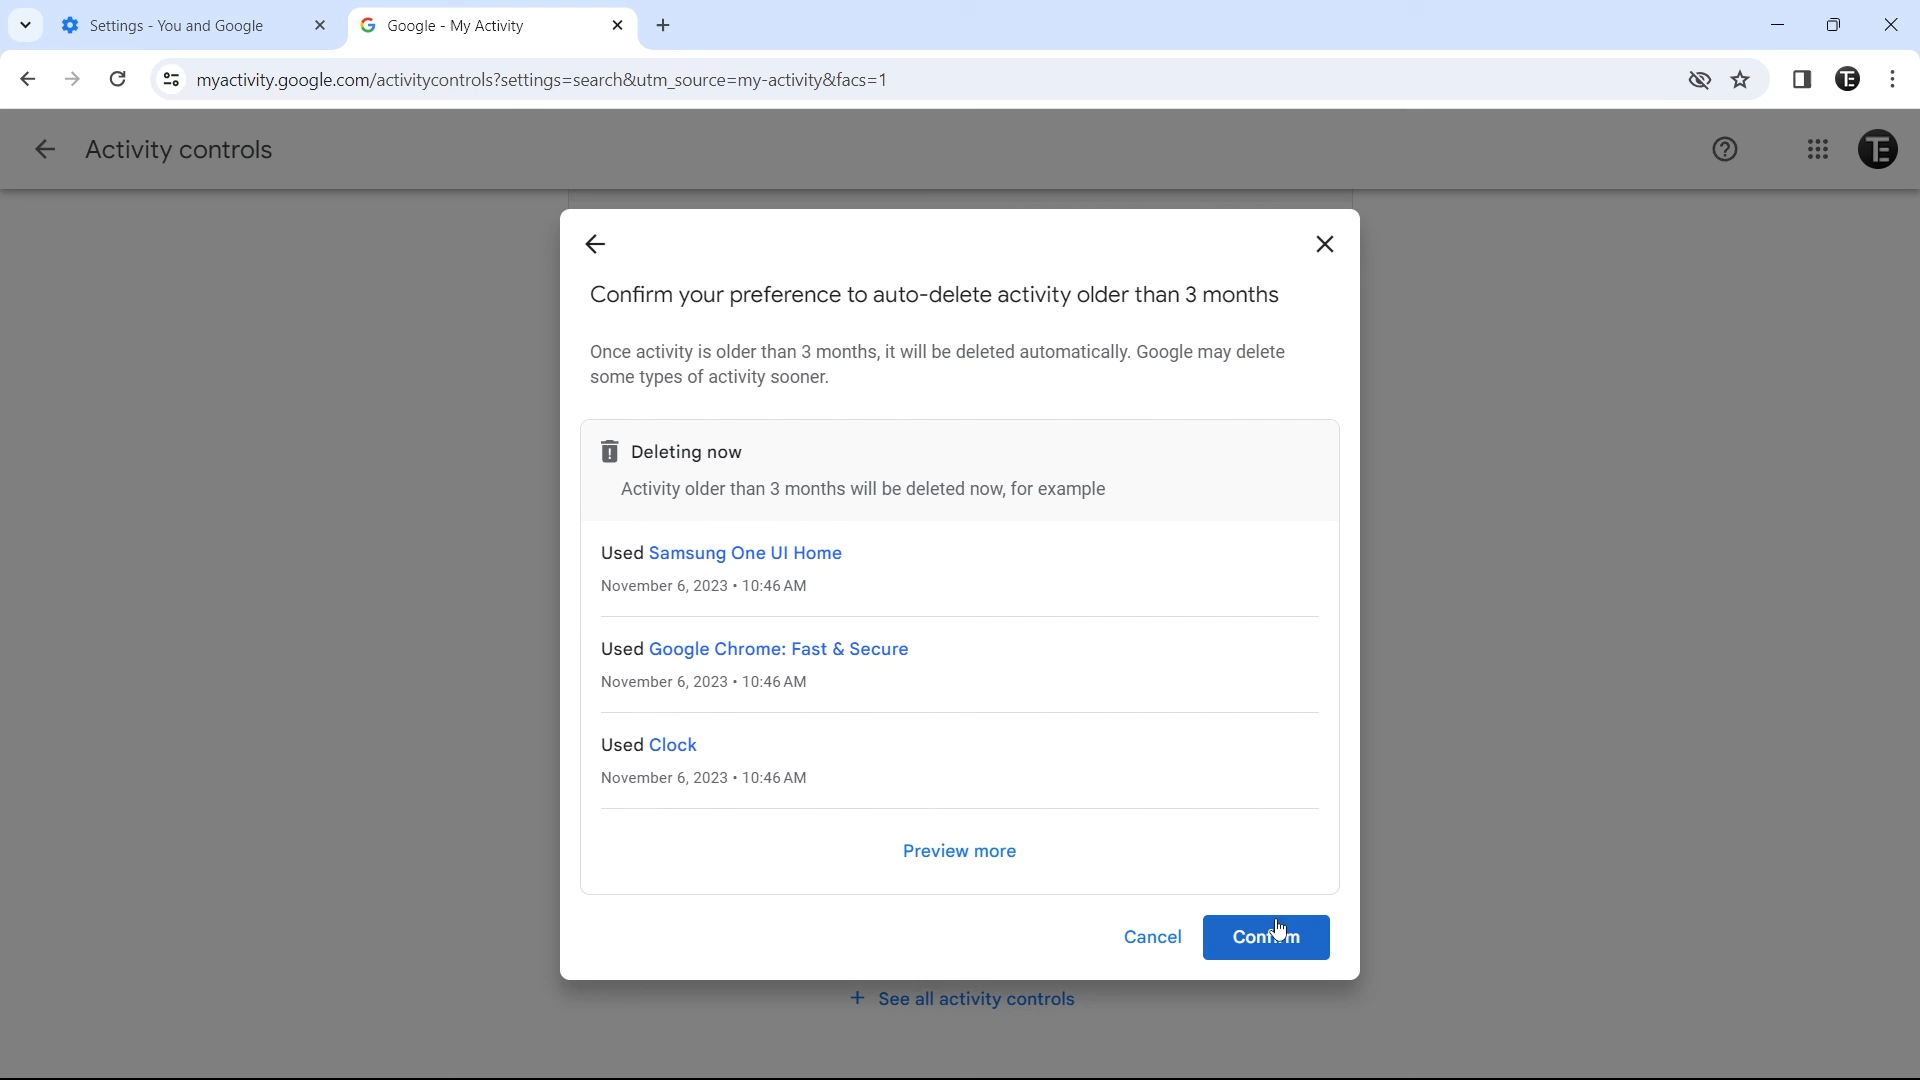 Settings - You and Google
Google - My Activity
myactivity.google.com/activitycontrols?settings=search&utm_source=my-activity&facs=1
TE
Activity controls
TE
Confirm your preference to auto-delete activity older than 3 months
Once activity is older than 3 months, it will be deleted automatically. Google may delete
some types of activity sooner.
Deleting now
Activity older than 3 months will be deleted now, for example
Used Samsung One UI Home
November 6, 2023 • 10:46 AM
Used Google Chrome: Fast & Secure
November 6, 2023 • 10:46 AM
Used Clock
November 6, 2023 • 10:46 AM
Preview more
Cancel
Confirm
+ See all activity controls